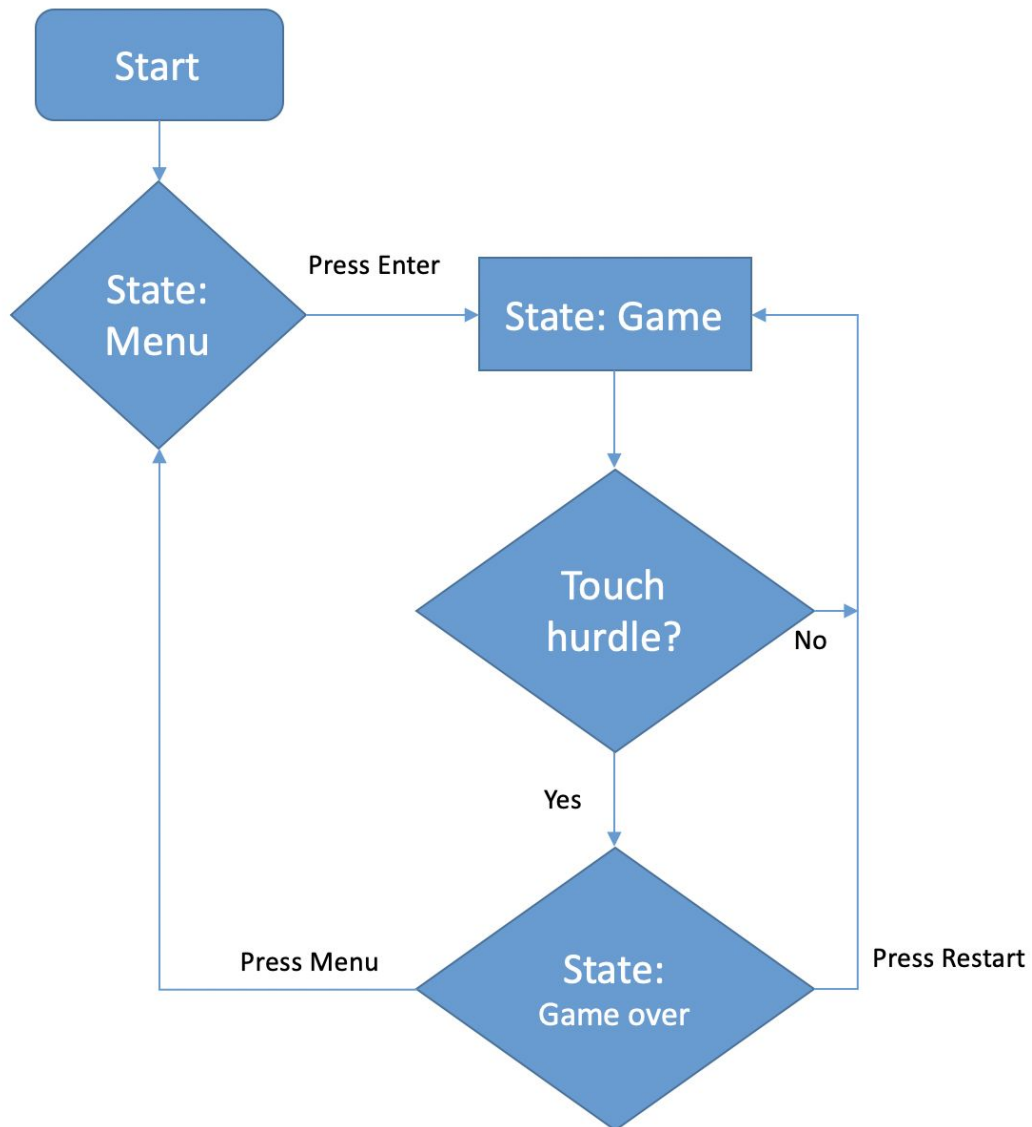 Start
State:
Menu
Press Enter
State: Game
Touch
hurdle?
No
Yes
Press Menu
State:
Game over
Press Restart